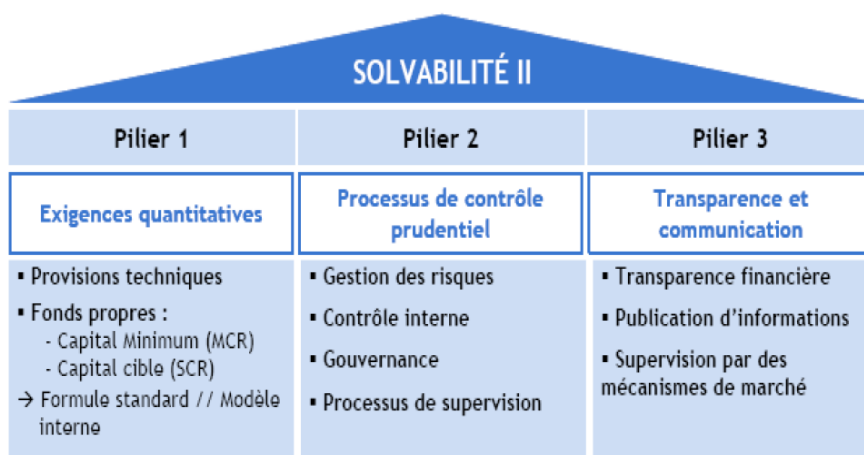 SOLVABILITÉ II
Pilier 1
Pilier 2
Pilier 3
Exigences quantitatives
Processus de contrôle
prudentiel
Transparence et
communication
▪ Provisions techniques
▪ Fonds propres :
- Capital Minimum (MCR)
- Capital cible (SCR)
→ Formule standard // Modèle
interne
▪ Gestion des risques
▪ Contrôle interne
▪ Gouvernance
▪ Processus de supervision
▪ Transparence financière
▪ Publication d'informations
▪ Supervision par des
mécanismes de marché